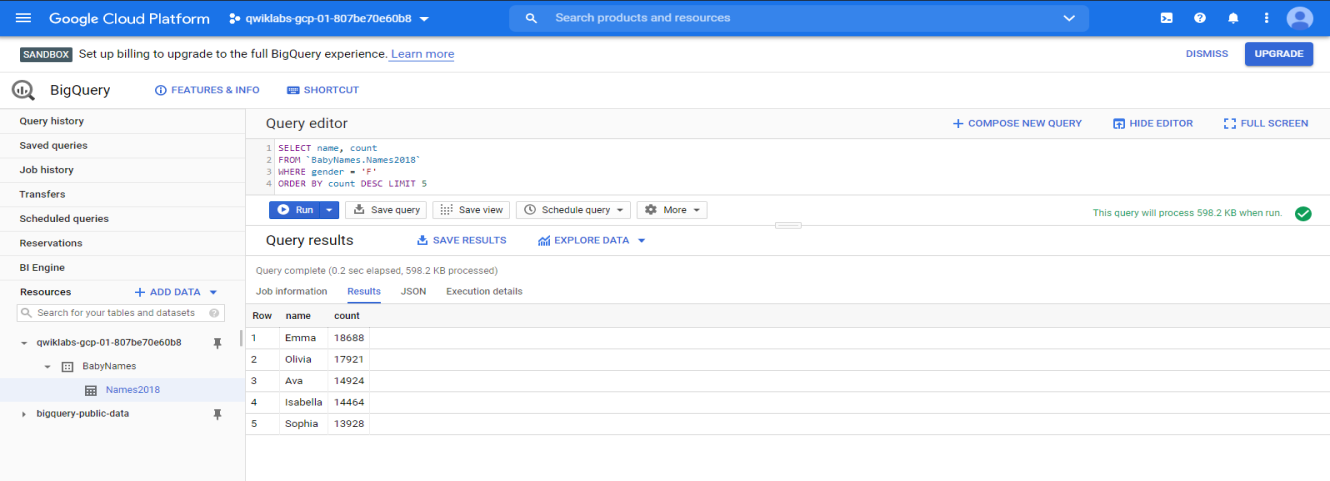 Google Cloud Platform qwiklabs-gcp-01-807be70e60b8 Search products and resources
SANDBOX Set up billing to upgrade to the full BigQuery experience. Learn more DISMISS UPGRADE
BigQuery FEATURES & INFO SHORTCUT
Query history
Saved queries
Job history
Transfers
Scheduled queries
Reservations
BI Engine
Resources ADD DATA
Search for your tables and datasets
qwiklabs-gcp-01-807be70e60b8
BabyNames
Names2018
bigquery-public-data
Query editor COMPOSE NEW QUERY HIDE EDITOR FULL SCREEN
1 SELECT name, count
2 FROM `BabyNames.Names2018`
3 WHERE gender = 'F'
4 ORDER BY count DESC LIMIT 5
Run Save query Save view Schedule query More This query will process 598.2 KB when run.
Query results SAVE RESULTS EXPLORE DATA
Query complete (0.2 sec elapsed, 598.2 KB processed)
Job information Results JSON Execution details
Row name count
1 Emma 18688
2 Olivia 17921
3 Ava 14924
4 Isabella 14464
5 Sophia 13928